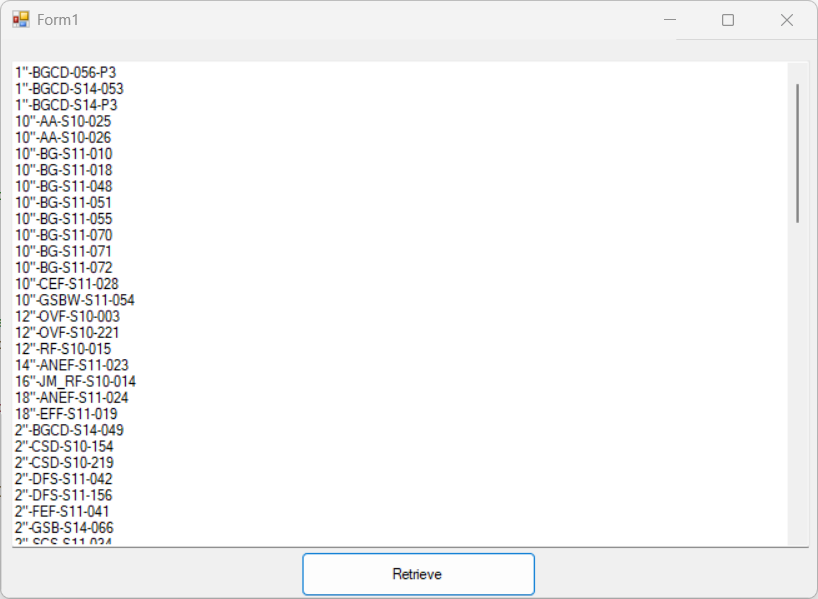 Form1
1"-BGCD-056-P3
1"-BGCD-S14-053
1"-BGCD-S14-P3
10"-AA-S10-025
10"-AA-S10-026
10"-BG-S11-010
10"-BG-S11-018
10"-BG-S11-048
10"-BG-S11-051
10"-BG-S11-055
10"-BG-S11-070
10"-BG-S11-071
10"-BG-S11-072
10"-CEF-S11-028
10"-GSBW-S11-054
12"-OVF-S10-003
12"-OVF-S10-221
12"-RF-S10-015
14"-ANEF-S11-023
16"-JM_RF-S10-014
18"-ANEF-S11-024
18"-EFF-S11-019
2"-BGCD-S14-049
2"-CSD-S10-154
2"-CSD-S10-219
2"-DFS-S11-042
2"-DFS-S11-156
2"-FEF-S11-041
2"-GSB-S14-066
2"-SCS-S11-034
Retrieve